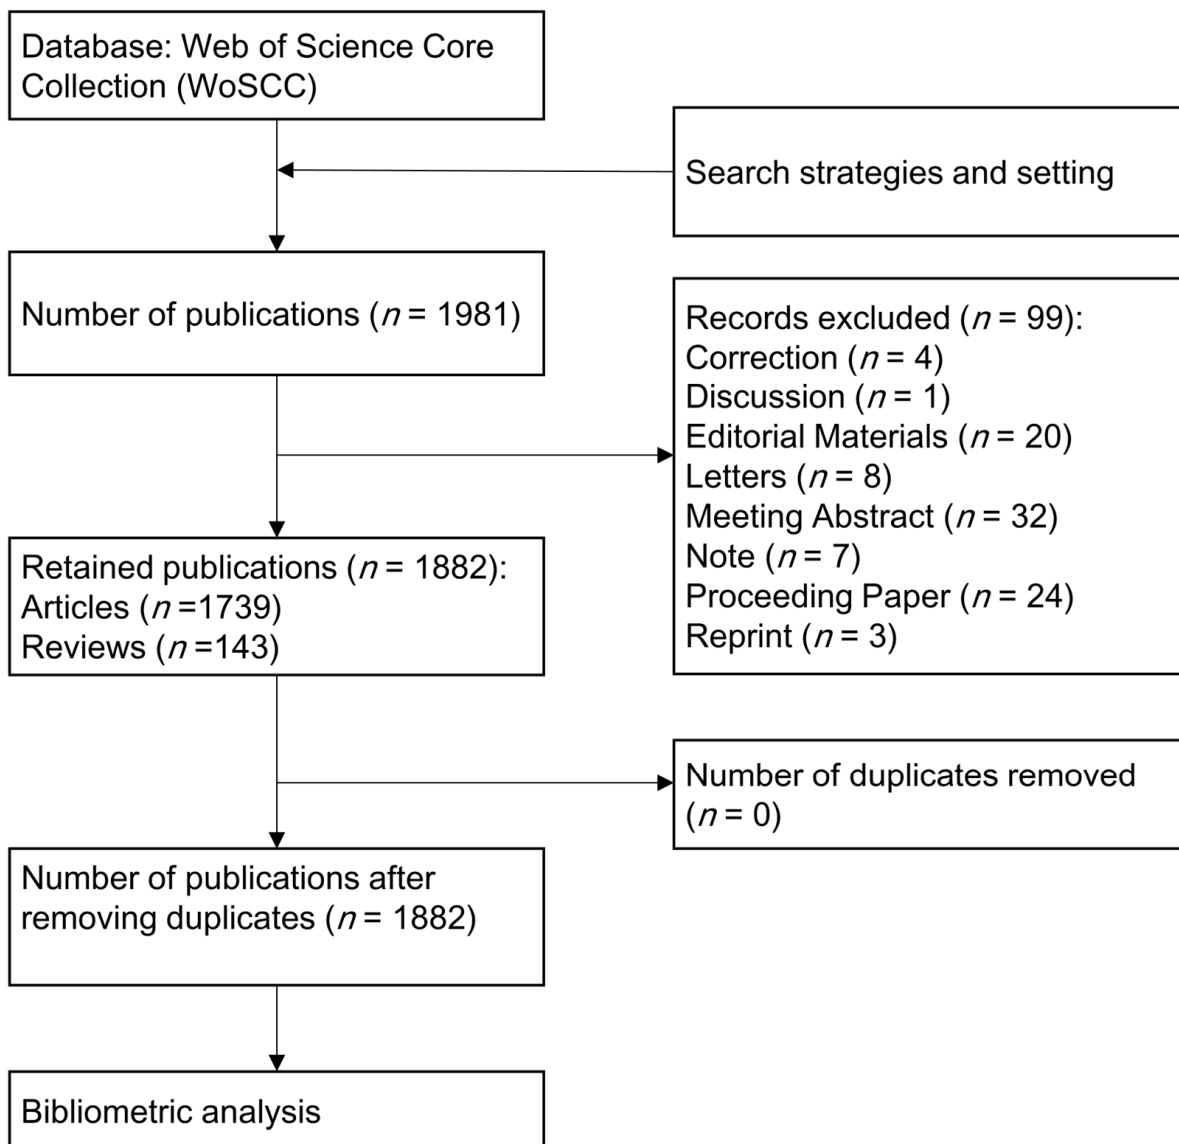 Database: Web of Science Core
Collection (WoSCC)
Search strategies and setting
Number of publications (n = 1981)
Records excluded (n = 99):
Correction (n = 4)
Discussion (n = 1)
Editorial Materials (n = 20)
Letters (n = 8)
Meeting Abstract (n = 32)
Note (n = 7)
Proceeding Paper (n = 24)
Reprint (n = 3)
Retained publications (n = 1882):
Articles (n =1739)
Reviews (n =143)
Number of duplicates removed
(n = 0)
Number of publications after
removing duplicates (n = 1882)
Bibliometric analysis